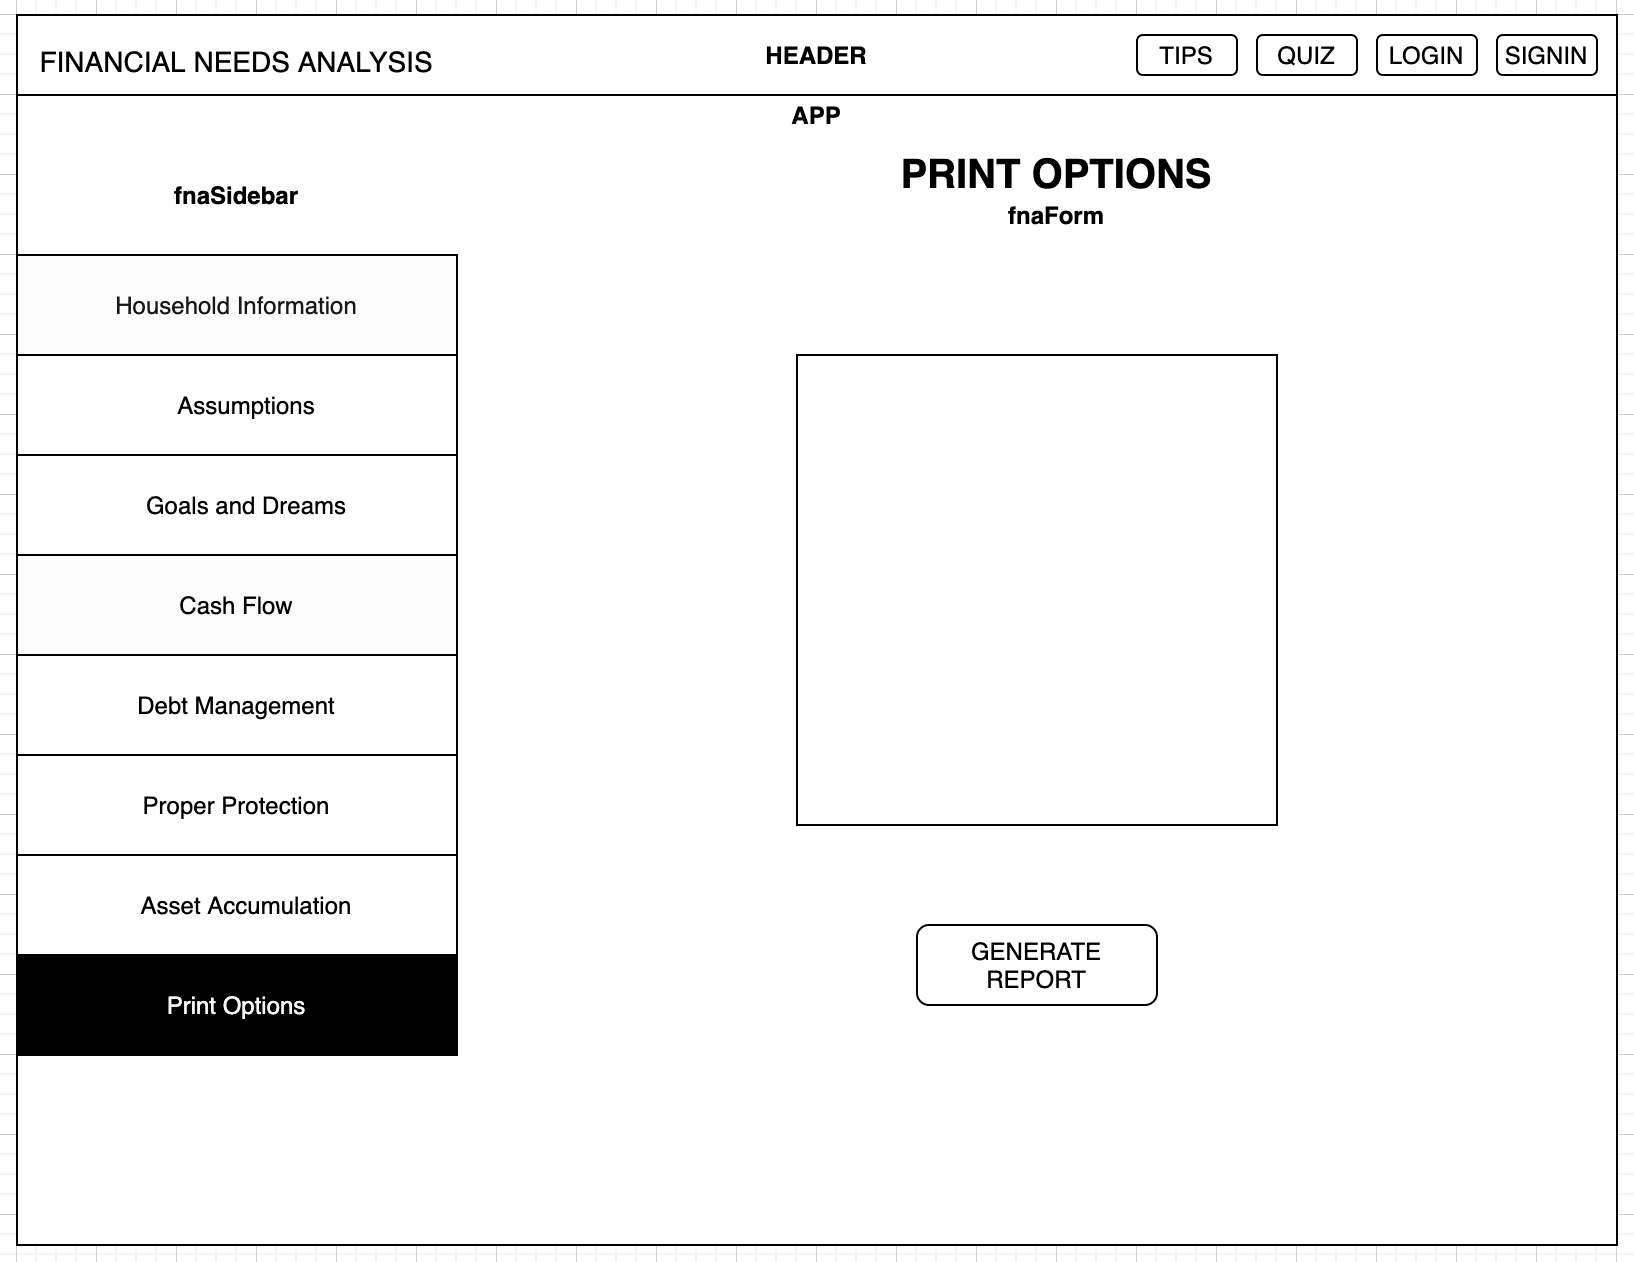 FINANCIAL NEEDS ANALYSIS
HEADER
TIPS
QUIZ
LOGIN
SIGNIN
APP
fnaSidebar
PRINT OPTIONS
fnaForm
Household Information
Assumptions
Goals and Dreams
Cash Flow
Debt Management
Proper Protection
Asset Accumulation
Print Options
GENERATE
REPORT